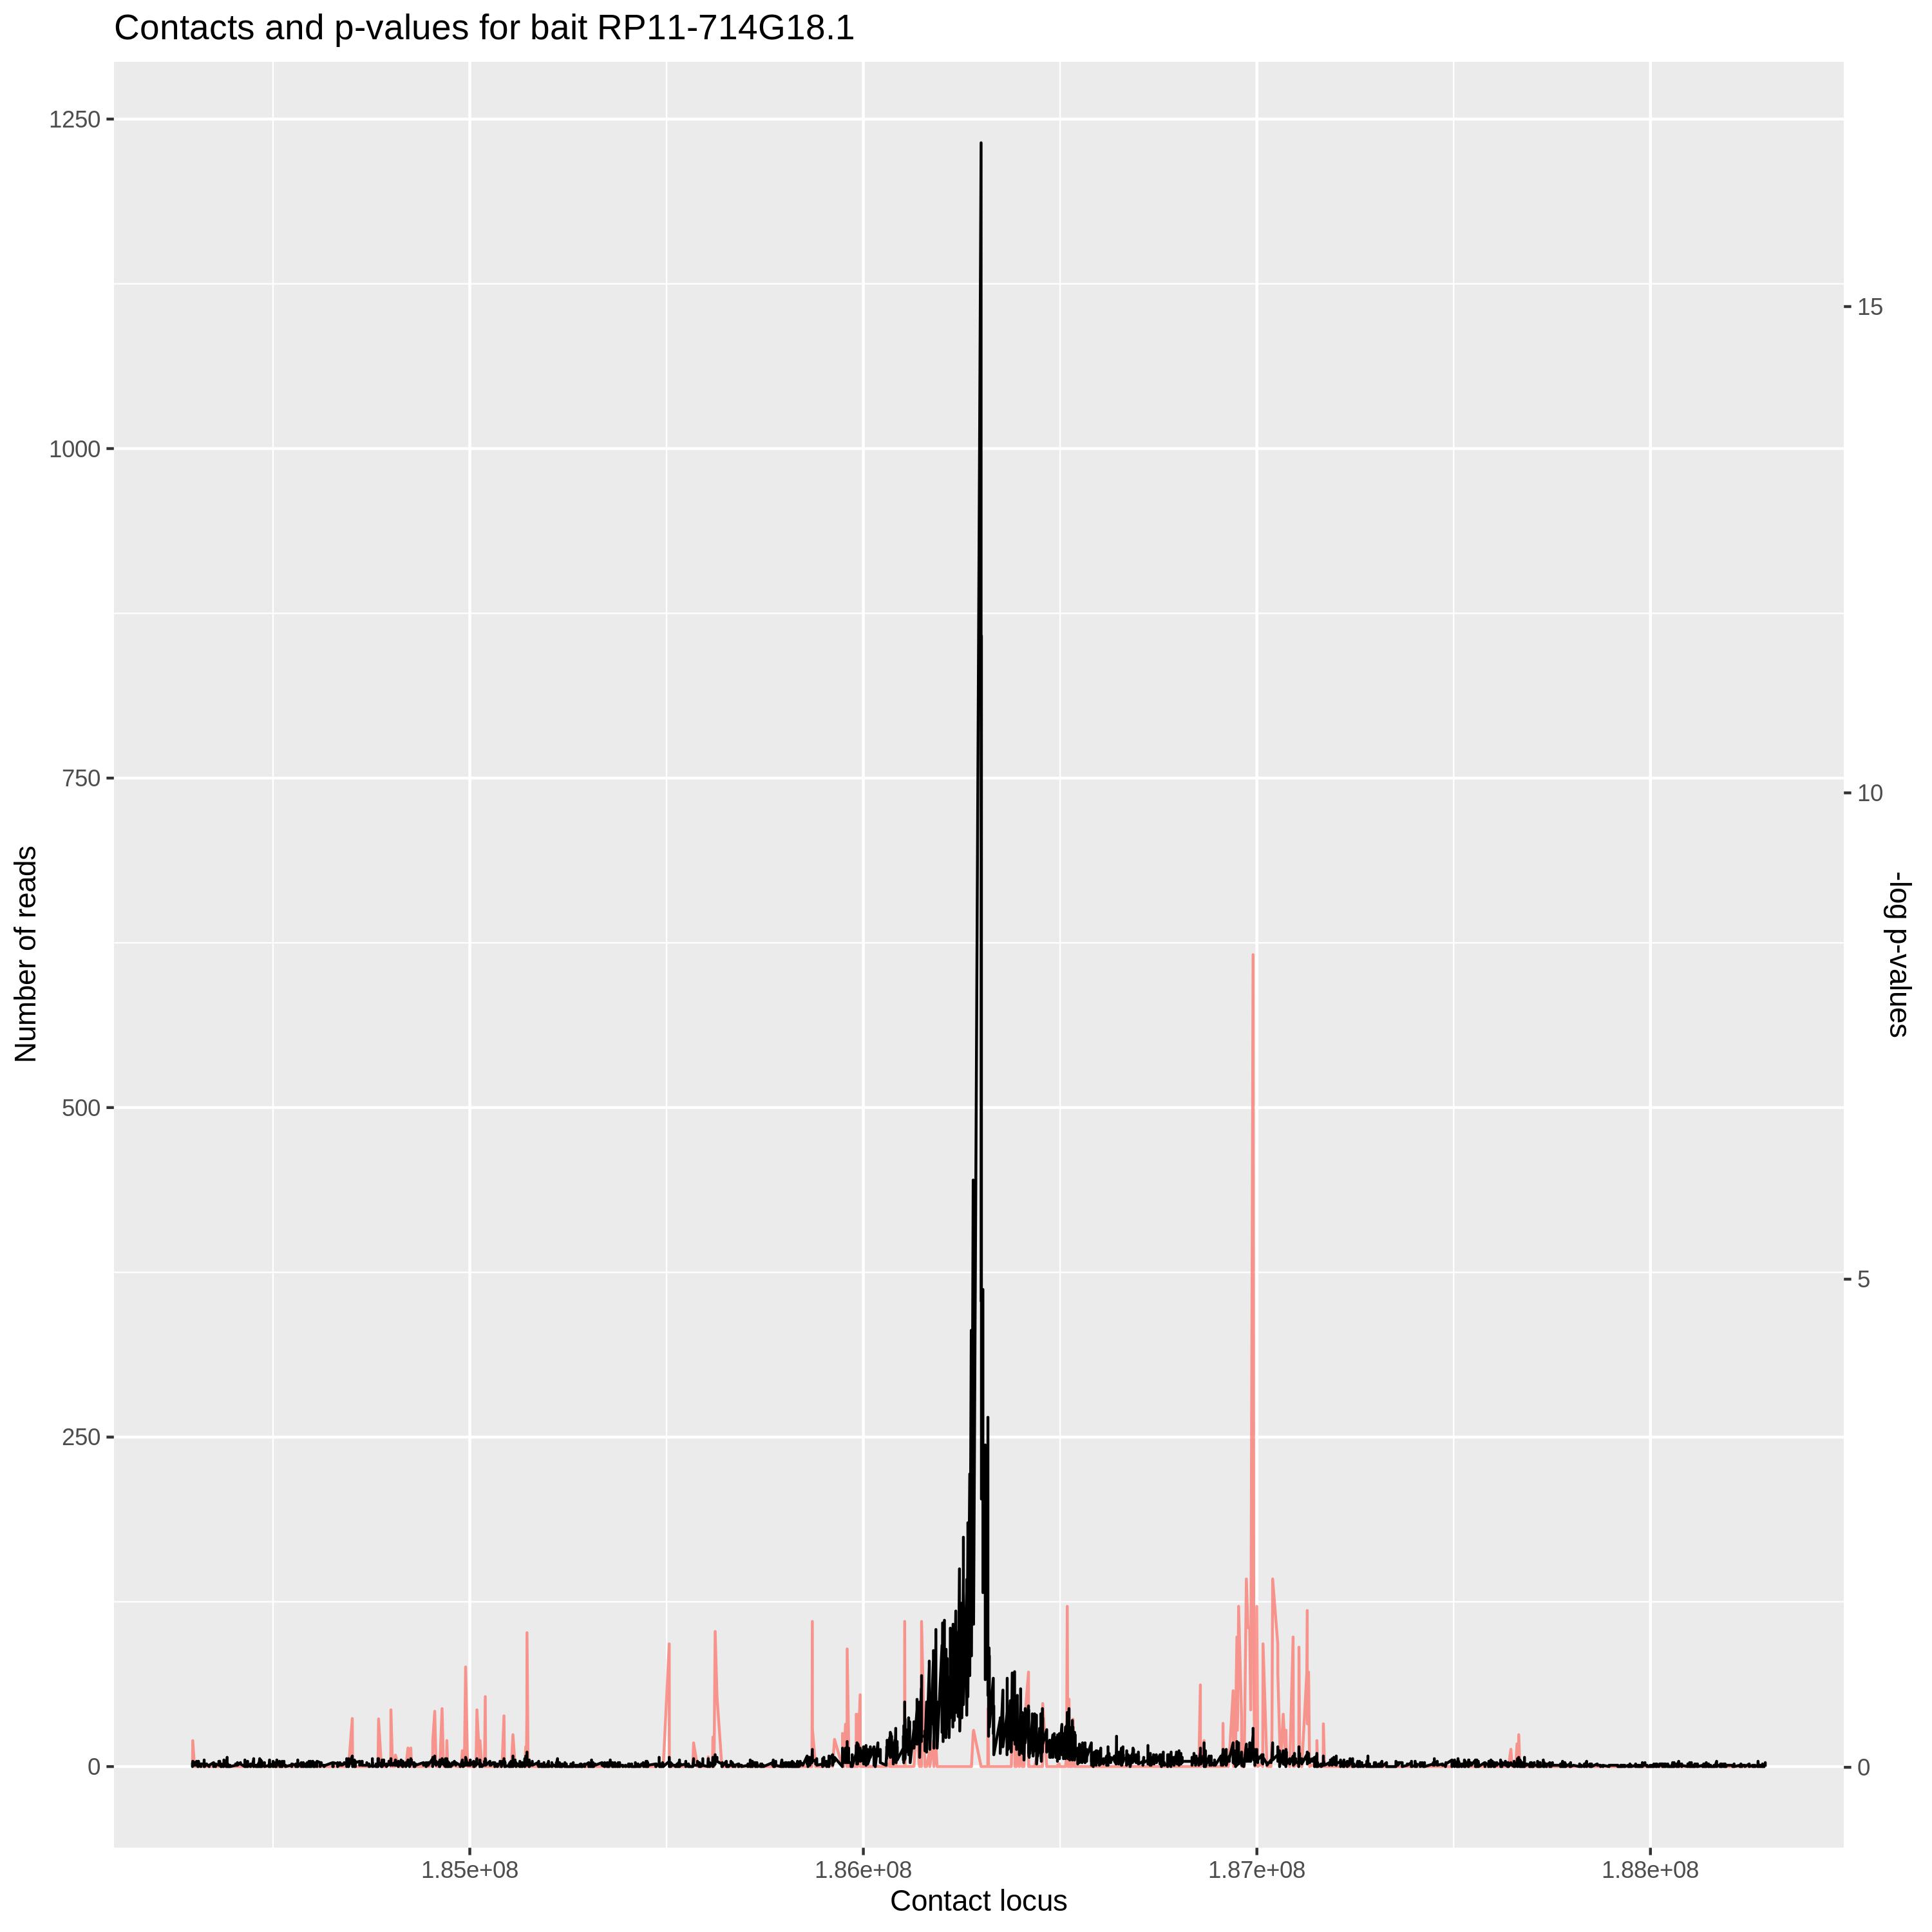 Contacts and p-values for bait RP11-714G18.1
1250
1000
750
500
250
0
Number of reads
15
10
5
0
-log p-values
1.85e+08
1.86e+08
1.87e+08
1.88e+08
Contact locus